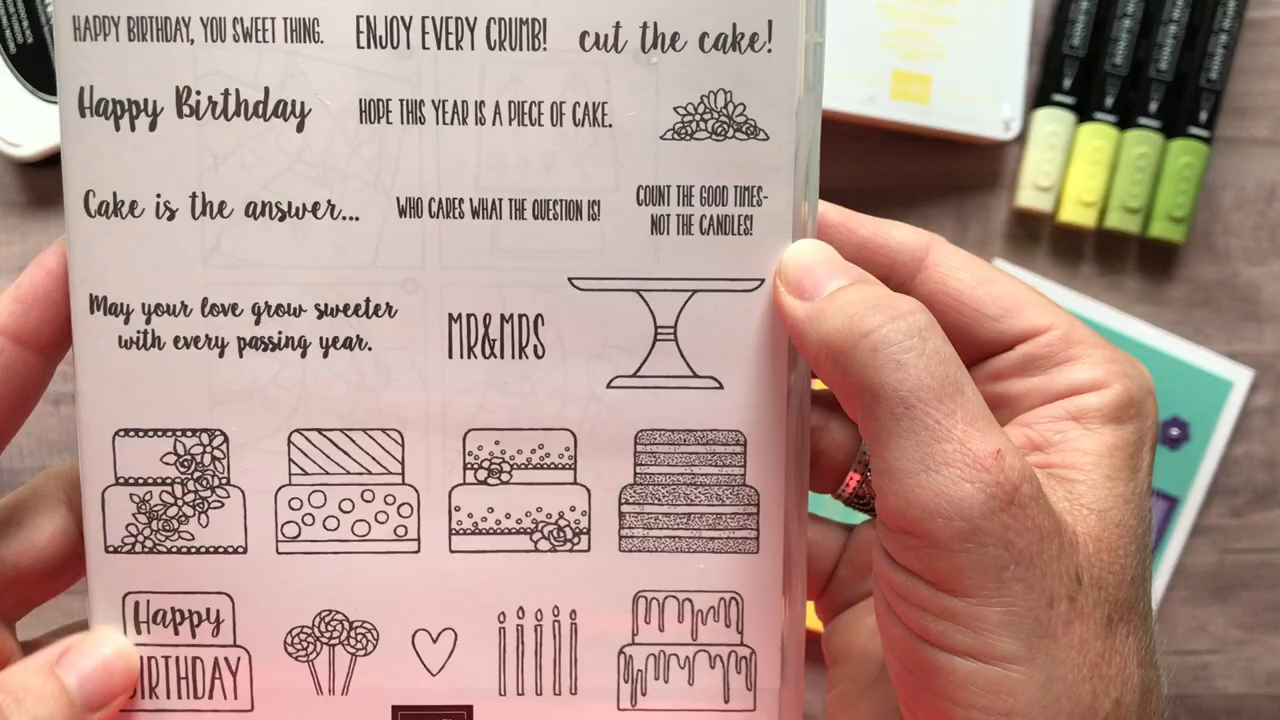 HAPPY BIRTHDAY, YOU SWEET THING.
ENJOY EVERY CRUMB!
cut the cake!
Happy Birthday
HOPE THIS YEAR IS A PIECE OF CAKE.
Cake is the answer...
WHO CARES WHAT THE QUESTION IS!
COUNT THE GOOD TIMES-
NOT THE CANDLES!
May your love grow sweeter
with every passing year.
MR&MRS
Happy
BIRTHDAY